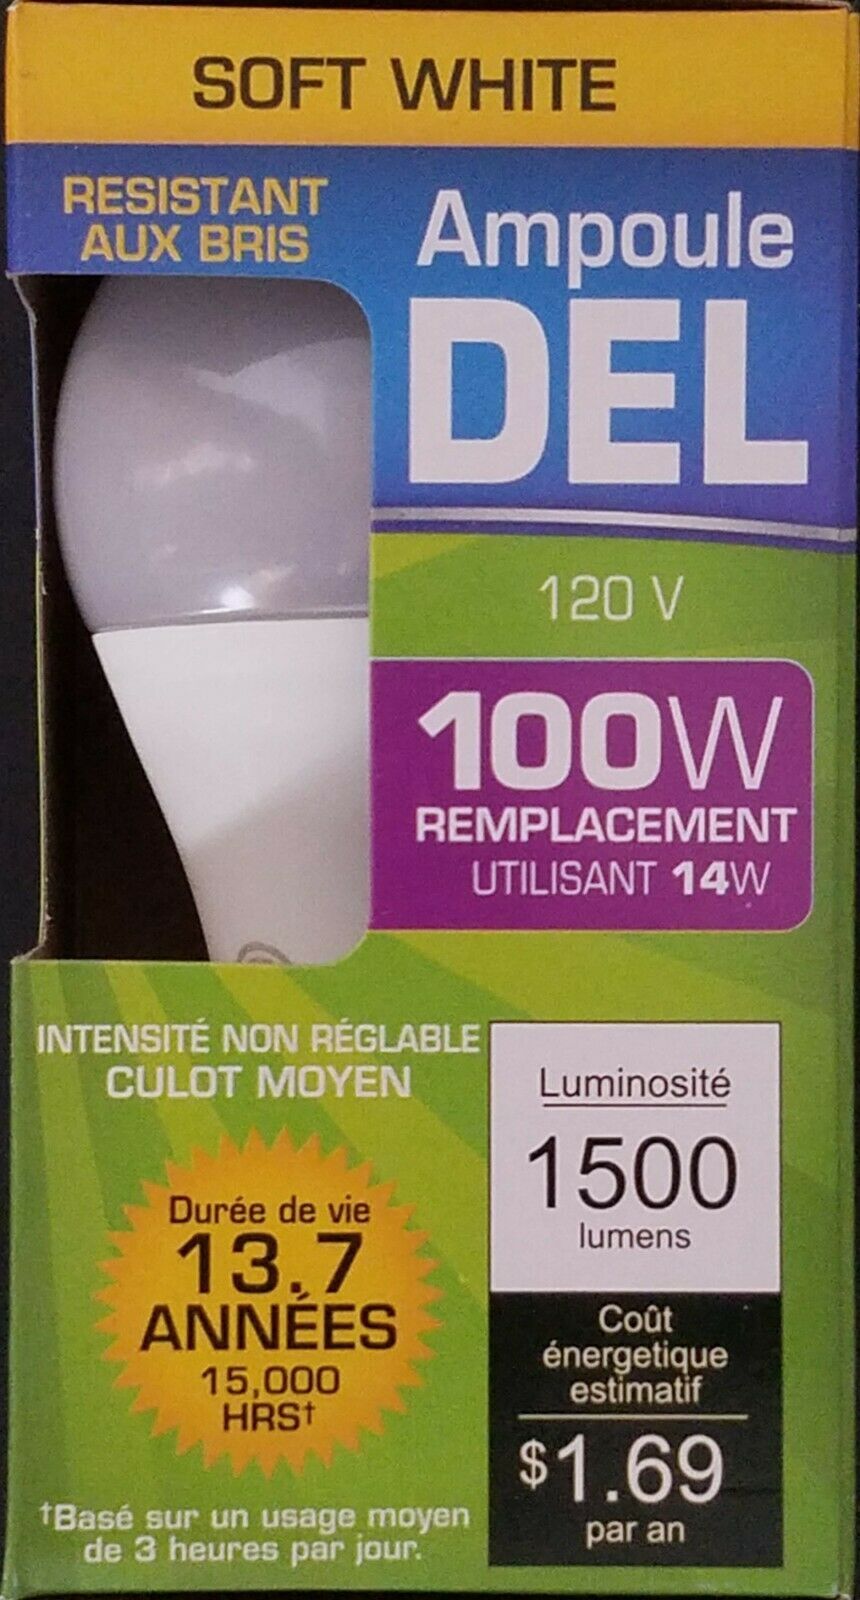 SOFT WHITE
RESISTANT
AUX BRIS
Ampoule
DEL
120 V
100W
REMPLACEMENT
UTILISANT 14W
INTENSITÉ NON RÉGLABLE
CULOT MOYEN
Durée de vie
13.7
ANNÉES
15,000
HRS†
†Basé sur un usage moyen
de 3 heures par jour.
Luminosité
1500
lumens
Coût
énergetique
estimatif
$1.69
par an